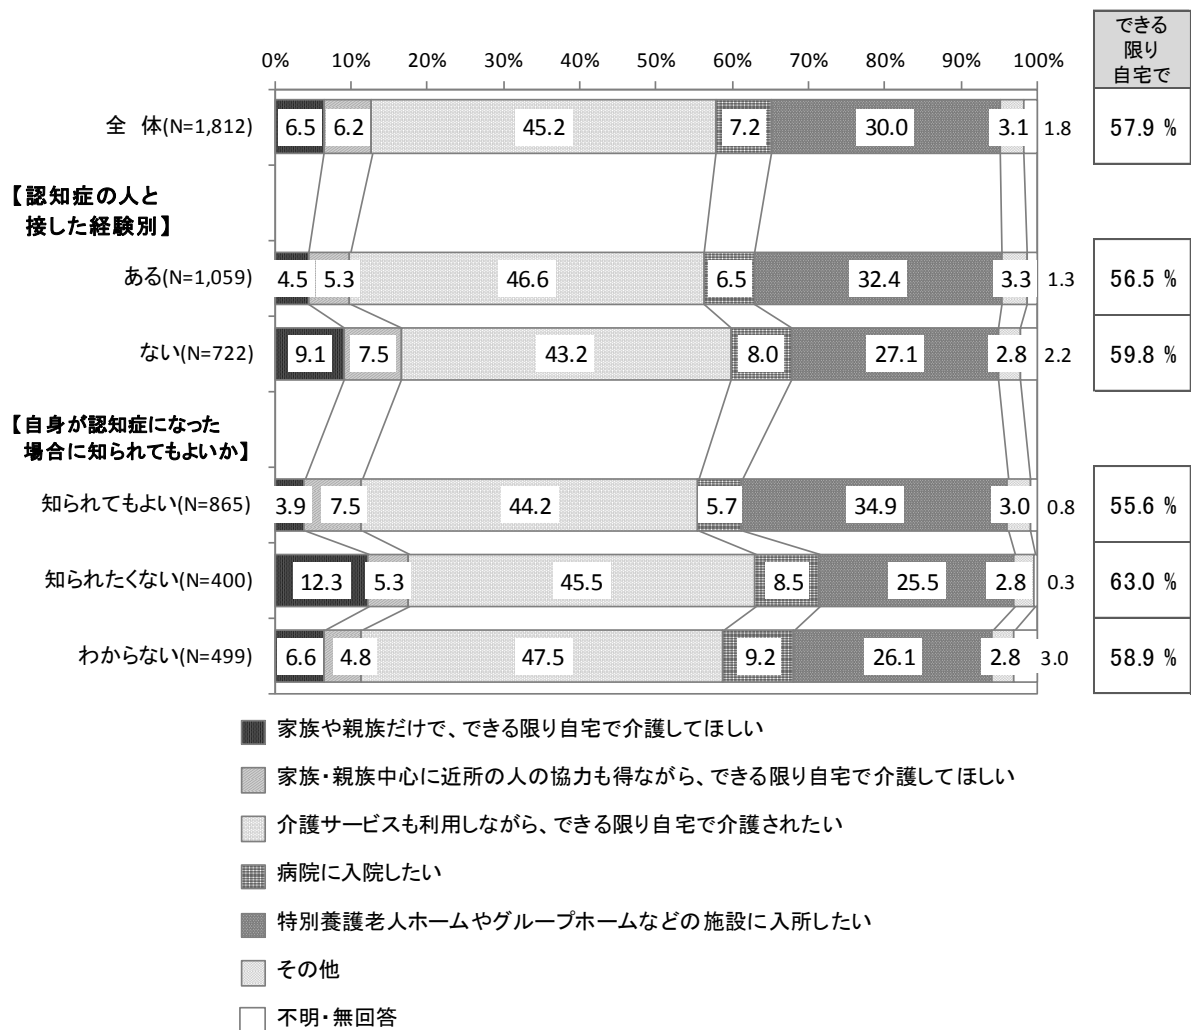 できる
限り
自宅で
0% 10% 20% 30% 40% 50% 60% 70% 80% 90% 100%
全 体(N=1,812) 6.5 6.2 45.2 7.2 30.0 3.1 1.8 57.9 %
【認知症の人と
接した経験別】
ある(N=1,059) 4.5 5.3 46.6 6.5 32.4 3.3 1.3 56.5 %
ない(N=722) 9.1 7.5 43.2 8.0 27.1 2.8 2.2 59.8 %
【自身が認知症になった
場合に知られてもよいか】
知られてもよい(N=865) 3.9 7.5 44.2 5.7 34.9 3.0 0.8 55.6 %
知られたくない(N=400) 12.3 5.3 45.5 8.5 25.5 2.8 0.3 63.0 %
わからない(N=499) 6.6 4.8 47.5 9.2 26.1 2.8 3.0 58.9 %
家族や親族だけで、できる限り自宅で介護してほしい
家族・親族中心に近所の人の協力も得ながら、できる限り自宅で介護してほしい
介護サービスも利用しながら、できる限り自宅で介護されたい
病院に入院したい
特別養護老人ホームやグループホームなどの施設に入所したい
その他
不明・無回答